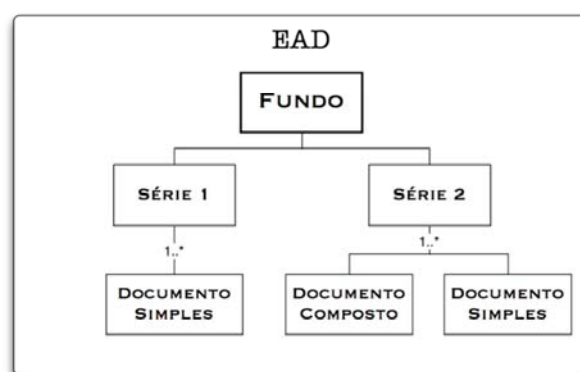 EAD
FUNDO
SÉRIE 1
SÉRIE 2
1..*
1..*
DOCUMENTO
SIMPLES
DOCUMENTO
COMPOSTO
DOCUMENTO
SIMPLES